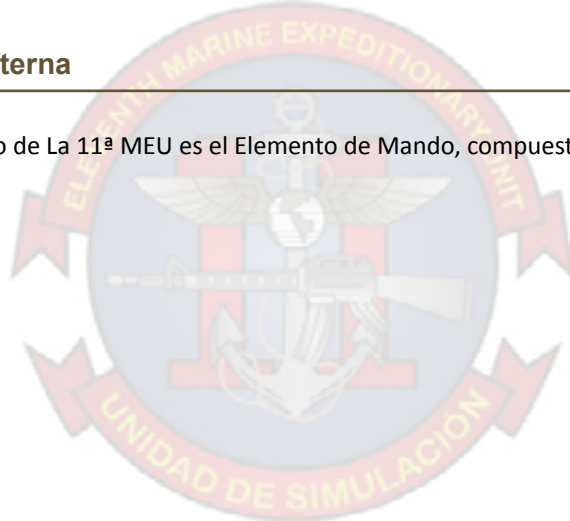 terna
o de La 11ª MEU es el Elemento de Mando, compuest
ELEVENTH MARINE EXPEDITIONARY UNIT
UNIDAD DE SIMULACIÓN